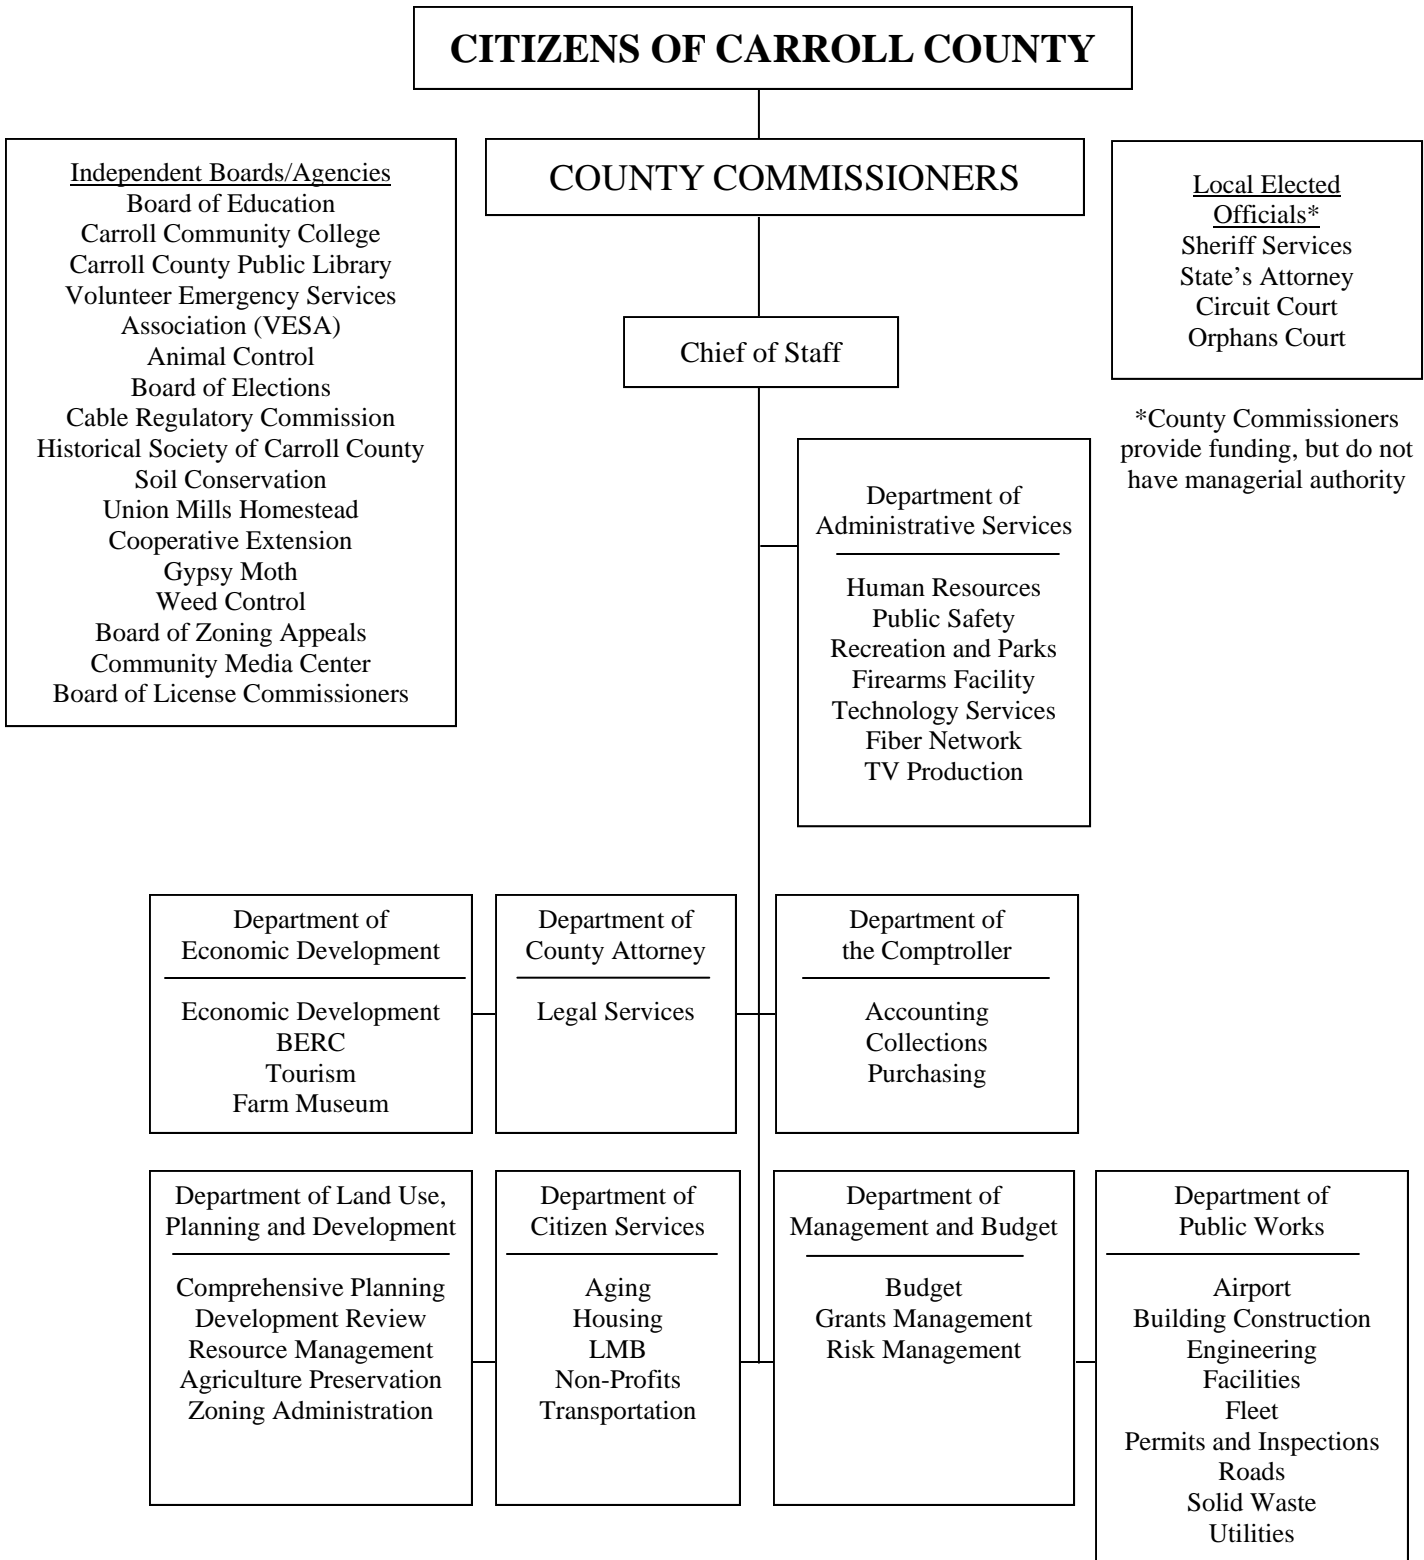 CITIZENS OF CARROLL COUNTY
COUNTY COMMISSIONERS
Independent Boards/Agencies
Board of Education
Carroll Community College
Carroll County Public Library
Volunteer Emergency Services
Association (VESA)
Animal Control
Board of Elections
Cable Regulatory Commission
Historical Society of Carroll County
Soil Conservation
Union Mills Homestead
Cooperative Extension
Gypsy Moth
Weed Control
Board of Zoning Appeals
Community Media Center
Board of License Commissioners
Local Elected
Officials*
Sheriff Services
State’s Attorney
Circuit Court
Orphans Court
*County Commissioners
provide funding, but do not
have managerial authority
Chief of Staff
Department of
Administrative Services
Human Resources
Public Safety
Recreation and Parks
Firearms Facility
Technology Services
Fiber Network
TV Production
Department of
Economic Development
Economic Development
BERC
Tourism
Farm Museum
Department of
County Attorney
Legal Services
Department of
the Comptroller
Accounting
Collections
Purchasing
Department of Land Use,
Planning and Development
Comprehensive Planning
Development Review
Resource Management
Agriculture Preservation
Zoning Administration
Department of
Citizen Services
Aging
Housing
LMB
Non-Profits
Transportation
Department of
Management and Budget
Budget
Grants Management
Risk Management
Department of
Public Works
Airport
Building Construction
Engineering
Facilities
Fleet
Permits and Inspections
Roads
Solid Waste
Utilities